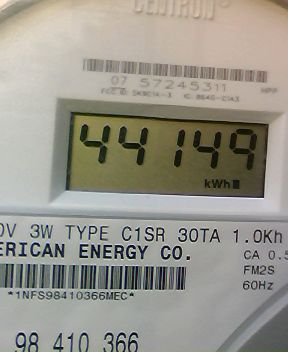 CENTRON
07 57245311
44149
kWh
3W TYPE C1SR 30TA 1.0Kh
ERICAN ENERGY CO.
CA 0.5
FM2S
60Hz
*1NFS98410366MEC*
98 410 366